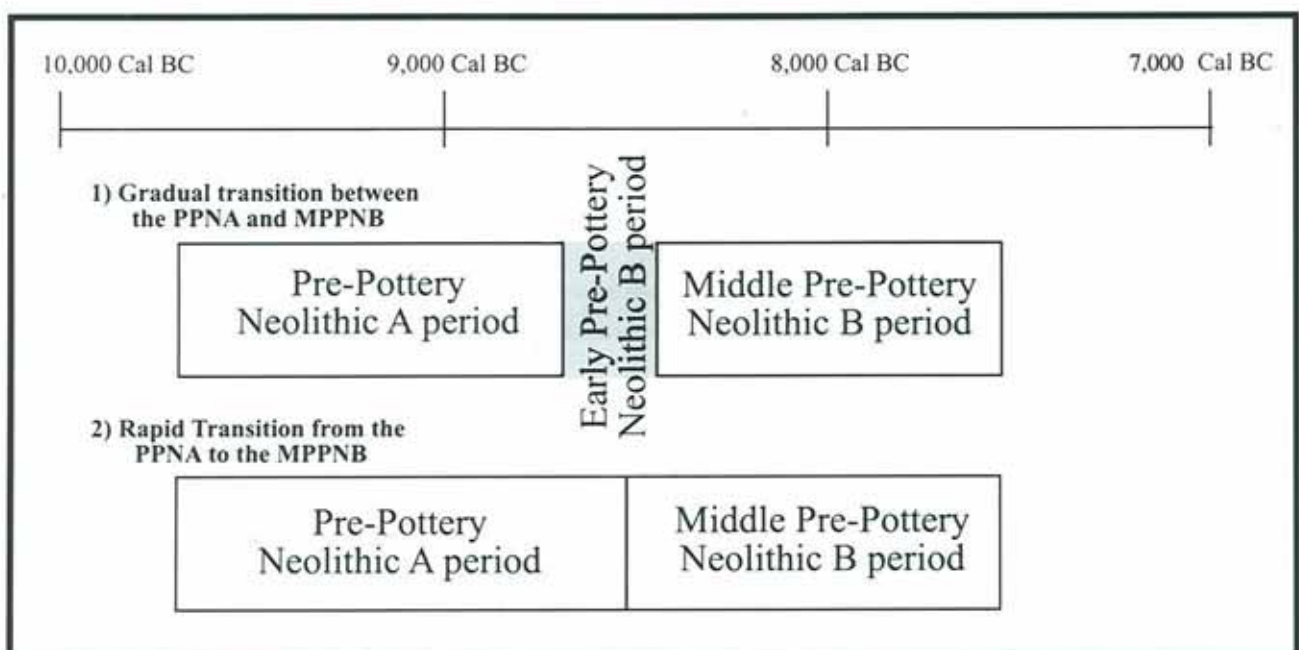 10,000 Cal BC
9,000 Cal BC
8,000 Cal BC
7,000 Cal BC
1) Gradual transition between
the PPNA and MPPNB
Pre-Pottery
Neolithic A period
Early Pre-Pottery
Neolithic B period
Middle Pre-Pottery
Neolithic B period
2) Rapid Transition from the
PPNA to the MPPNB
Pre-Pottery
Neolithic A period
Middle Pre-Pottery
Neolithic B period